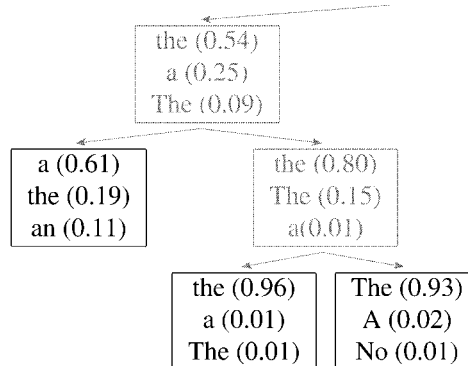 the (0.54)
a (0.25)
The (0.09)
a (0.61)
the (0.19)
an (0.11)
the (0.80)
The (0.15)
a(0.01)
the (0.96)
a (0.01)
The (0.01)
The (0.93)
A (0.02)
No (0.01)